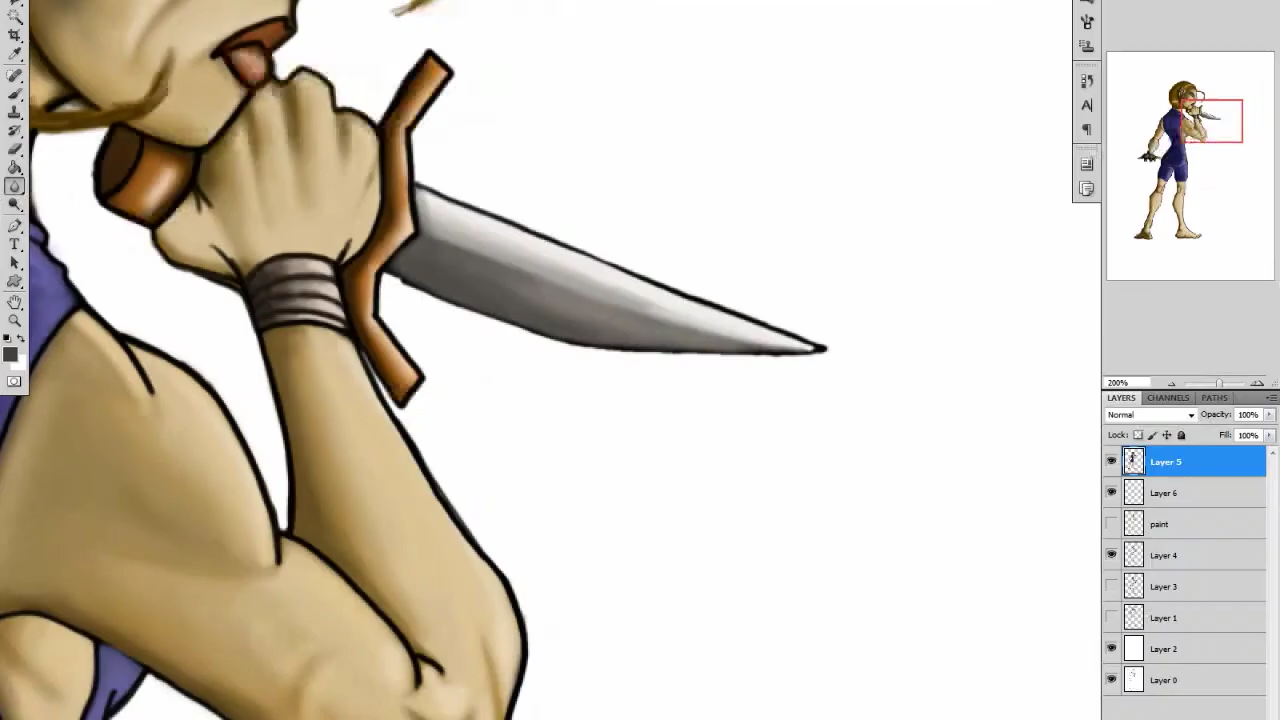 200%
LAYERS CHANNELS PATHS
Normal Opacity: 100%
Lock: Fill: 100%
Layer 5
Layer 6
paint
Layer 4
Layer 3
Layer 1
Layer 2
Layer 0